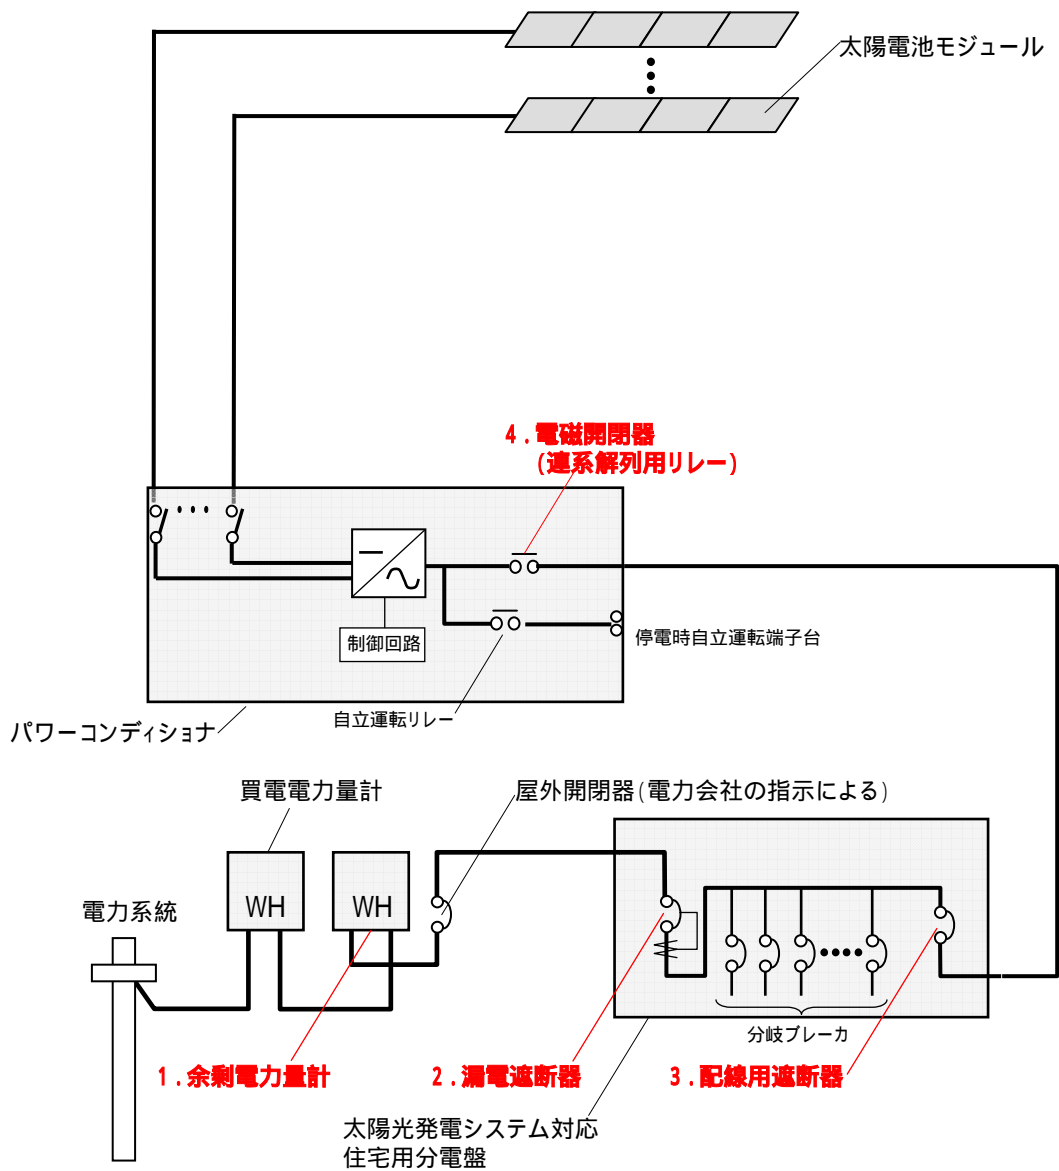 太陽電池モジュール
4．電磁開閉器
(連系解列用リレー)
制御回路
停電時自立運転端子台
自立運転リレー
パワーコンディショナ
買電電力量計
屋外開閉器(電力会社の指示による)
WH
WH
電力系統
分岐ブレーカ
1．余剰電力量計
2．漏電遮断器
3．配線用遮断器
太陽光発電システム対応
住宅用分電盤